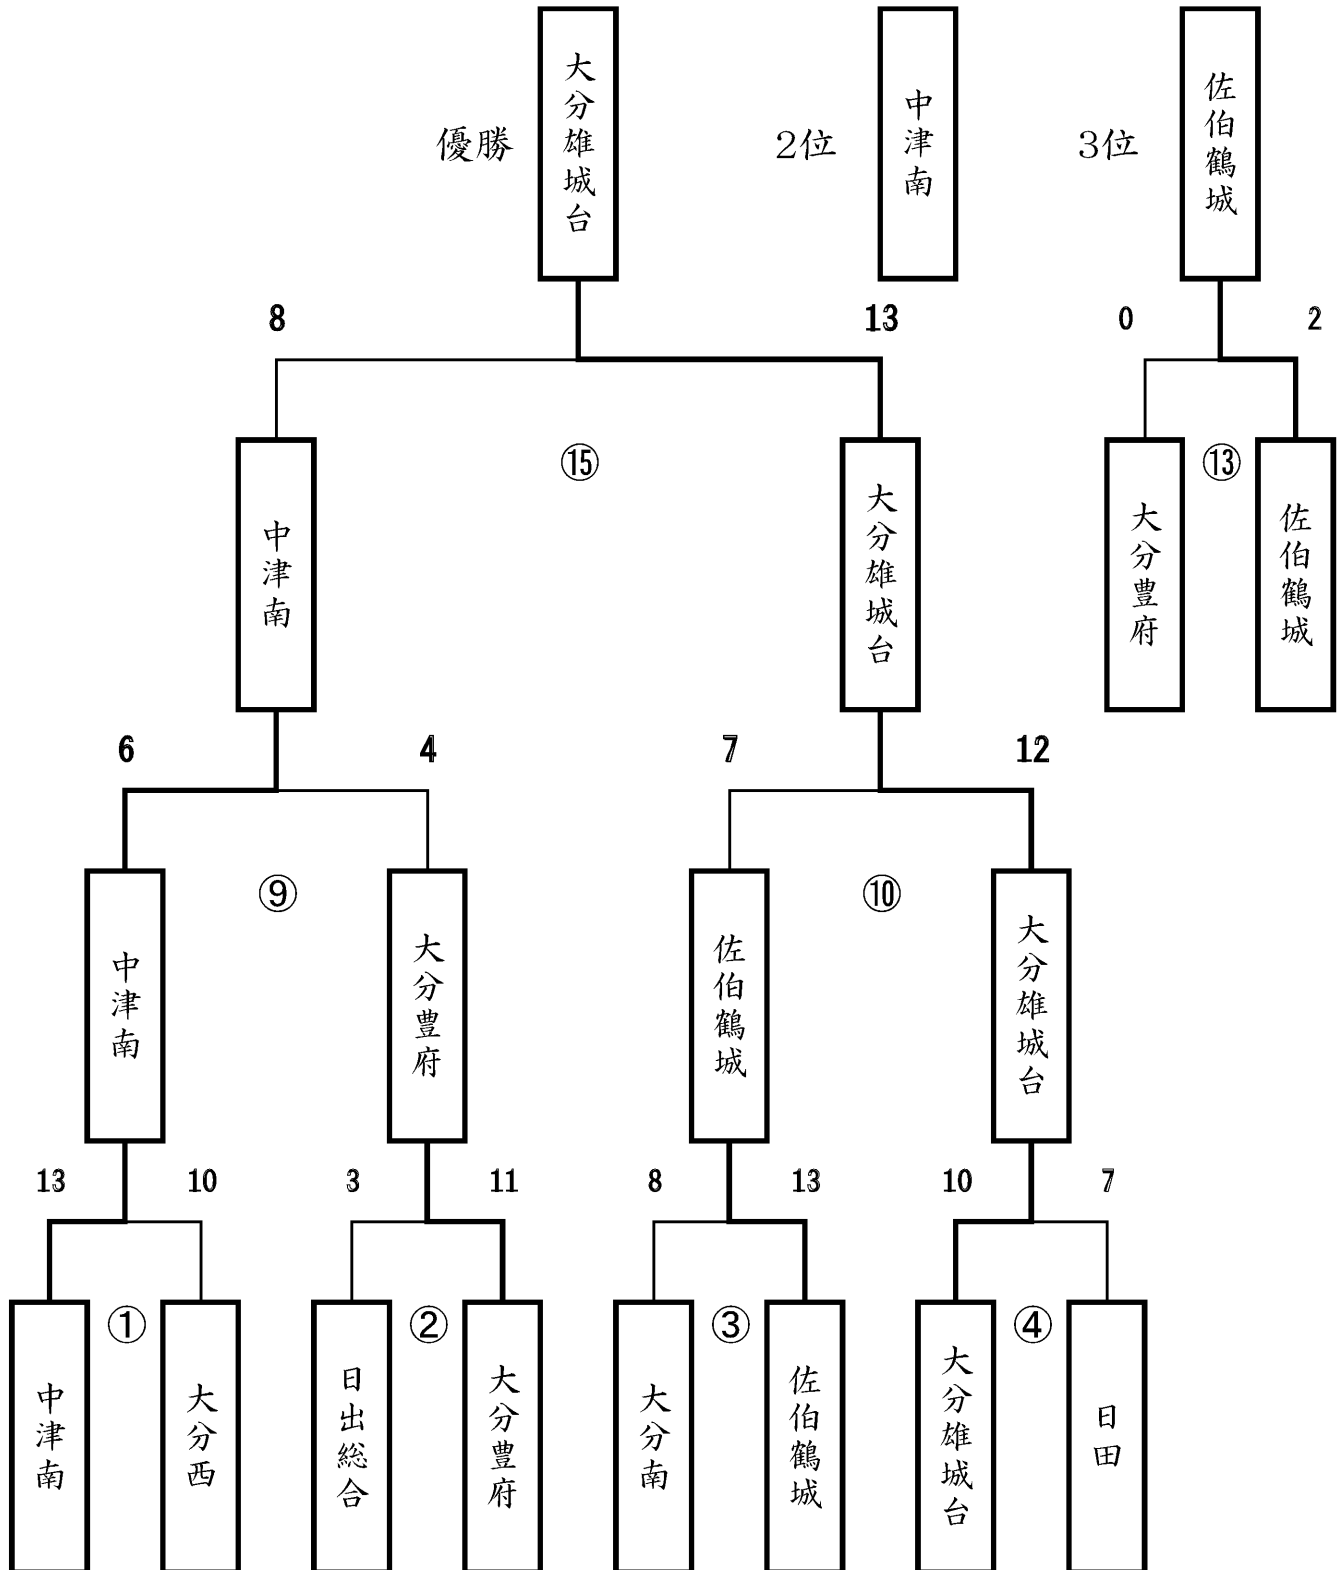 優勝
大分雄城台
2位
中津南
3位
佐伯鶴城
8
13
0
2
中津南
⑮
大分雄城台
大分豊府
⑬
佐伯鶴城
6
4
7
12
中津南
⑨
大分豊府
佐伯鶴城
⑩
大分雄城台
13
10
3
11
8
13
10
7
中津南
①
大分西
日出総合
②
大分豊府
大分南
③
佐伯鶴城
大分雄城台
④
日田